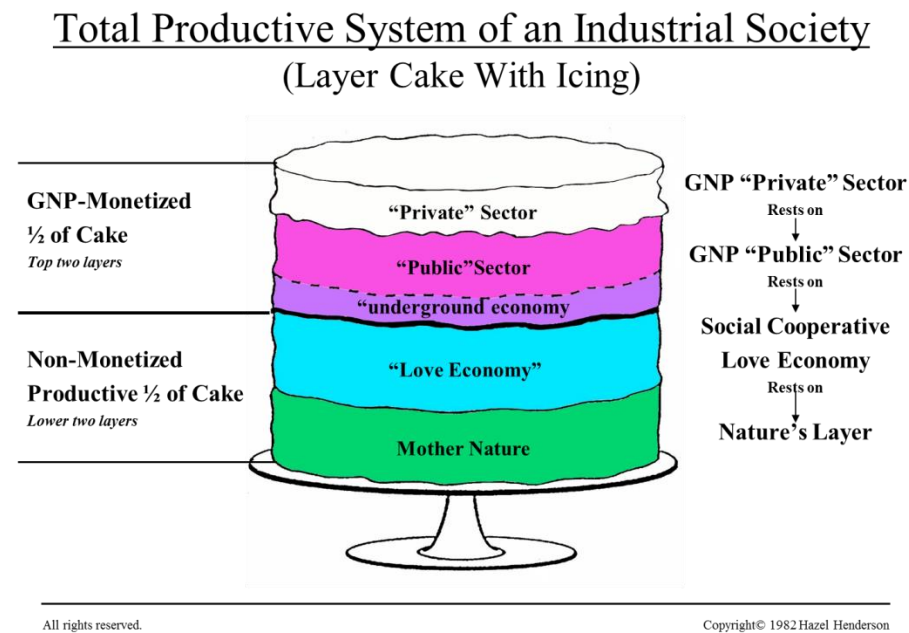 Total Productive System of an Industrial Society
(Layer Cake With Icing)
GNP-Monetized
½ of Cake
Top two layers
Non-Monetized
Productive ½ of Cake
Lower two layers
“Private” Sector
“Public”Sector
“underground economy
“Love Economy”
Mother Nature
GNP “Private” Sector
Rests on
GNP “Public” Sector
Rests on
Social Cooperative
Love Economy
Rests on
Nature’s Layer
All rights reserved.
Copyright© 1982 Hazel Henderson